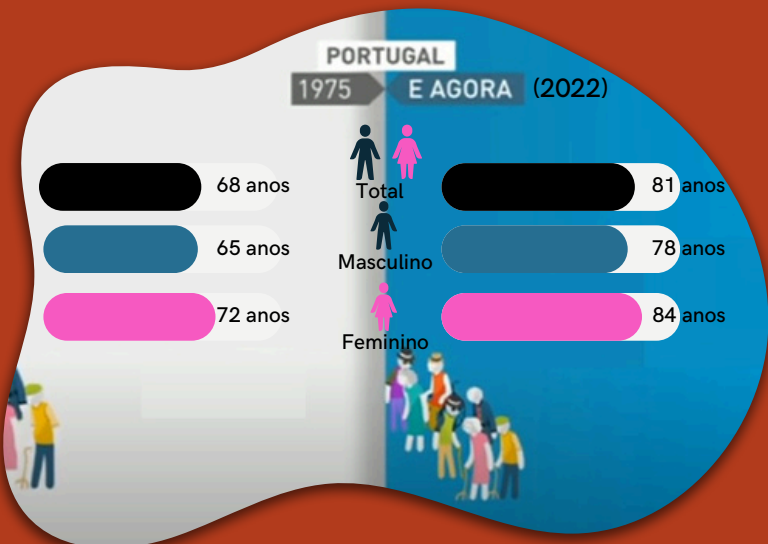 PORTUGAL
1975 E AGORA (2022)
68 anos Total 81 anos
65 anos Masculino 78 anos
72 anos Feminino 84 anos